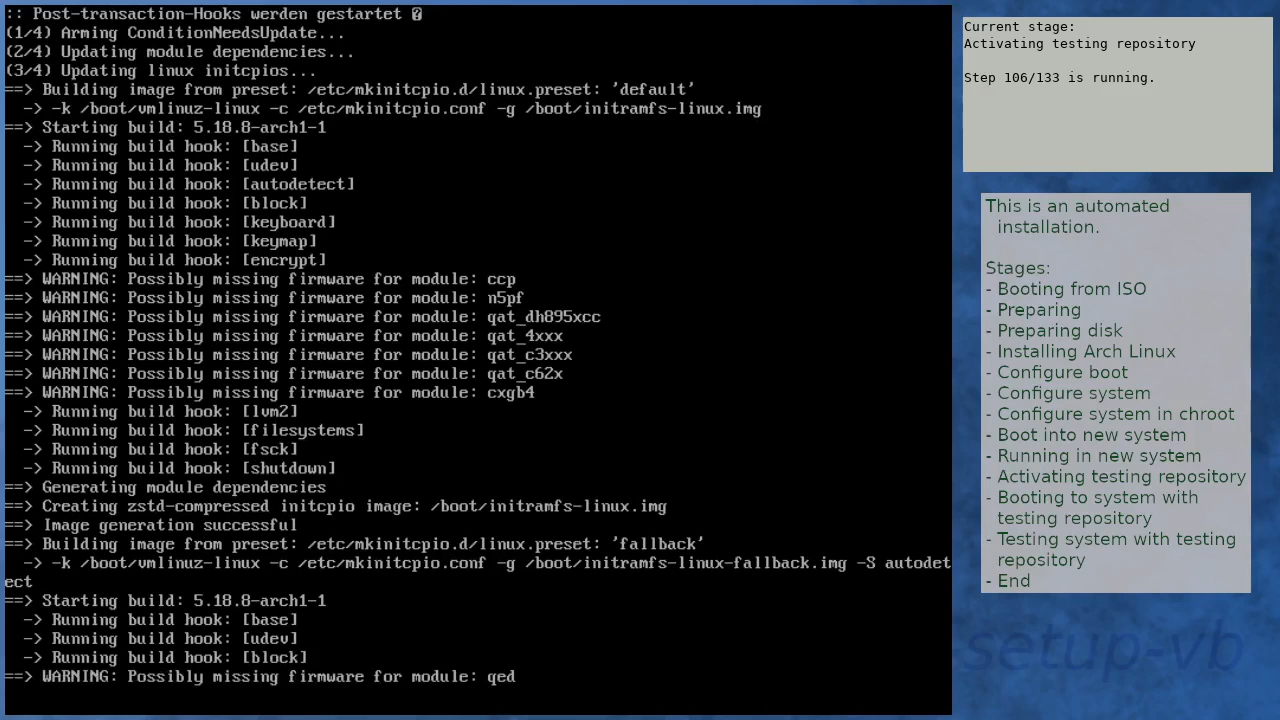 :: Post-transaction-Hooks werden gestartet �
(1/4) Arming ConditionNeedsUpdate...
(2/4) Updating module dependencies...
(3/4) Updating linux initcpios...
==> Building image from preset: /etc/mkinitcpio.d/linux.preset: 'default'
  -> -k /boot/vmlinuz-linux -c /etc/mkinitcpio.conf -g /boot/initramfs-linux.img
==> Starting build: 5.18.8-arch1-1
  -> Running build hook: [base]
  -> Running build hook: [udev]
  -> Running build hook: [autodetect]
  -> Running build hook: [block]
  -> Running build hook: [keyboard]
  -> Running build hook: [keymap]
  -> Running build hook: [encrypt]
==> WARNING: Possibly missing firmware for module: ccp
==> WARNING: Possibly missing firmware for module: n5pf
==> WARNING: Possibly missing firmware for module: qat_dh895xcc
==> WARNING: Possibly missing firmware for module: qat_4xxx
==> WARNING: Possibly missing firmware for module: qat_c3xxx
==> WARNING: Possibly missing firmware for module: qat_c62x
==> WARNING: Possibly missing firmware for module: cxgb4
  -> Running build hook: [lvm2]
  -> Running build hook: [filesystems]
  -> Running build hook: [fsck]
  -> Running build hook: [shutdown]
==> Generating module dependencies
==> Creating zstd-compressed initcpio image: /boot/initramfs-linux.img
==> Image generation successful
==> Building image from preset: /etc/mkinitcpio.d/linux.preset: 'fallback'
  -> -k /boot/vmlinuz-linux -c /etc/mkinitcpio.conf -g /boot/initramfs-linux-fallback.img -S autodet
ect
==> Starting build: 5.18.8-arch1-1
  -> Running build hook: [base]
  -> Running build hook: [udev]
  -> Running build hook: [block]
==> WARNING: Possibly missing firmware for module: qed
Current stage:
Activating testing repository
Step 106/133 is running.
This is an automated
installation.
Stages:
- Booting from ISO
- Preparing
- Preparing disk
- Installing Arch Linux
- Configure boot
- Configure system
- Configure system in chroot
- Boot into new system
- Running in new system
- Activating testing repository
- Booting to system with
testing repository
- Testing system with testing
repository
- End
setup-vb